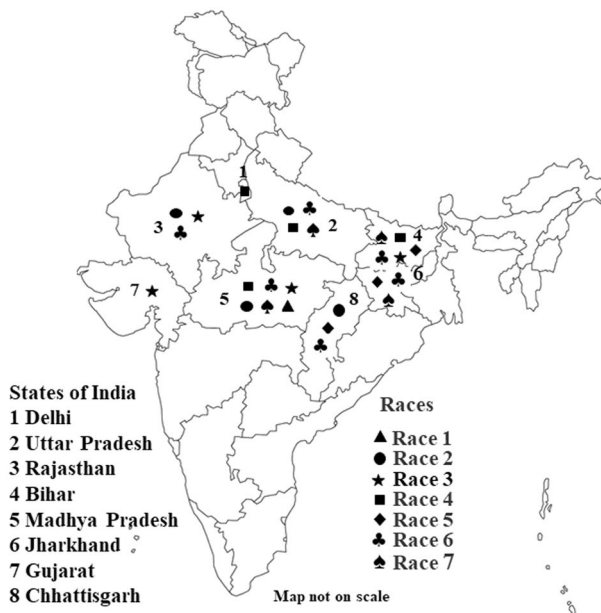 1
3
2
4
6
7
5
8
States of India
1 Delhi
2 Uttar Pradesh
3 Rajasthan
4 Bihar
5 Madhya Pradesh
6 Jharkhand
7 Gujarat
8 Chhattisgarh
Races
Race 1
Race 2
Race 3
Race 4
Race 5
Race 6
Race 7
Map not on scale